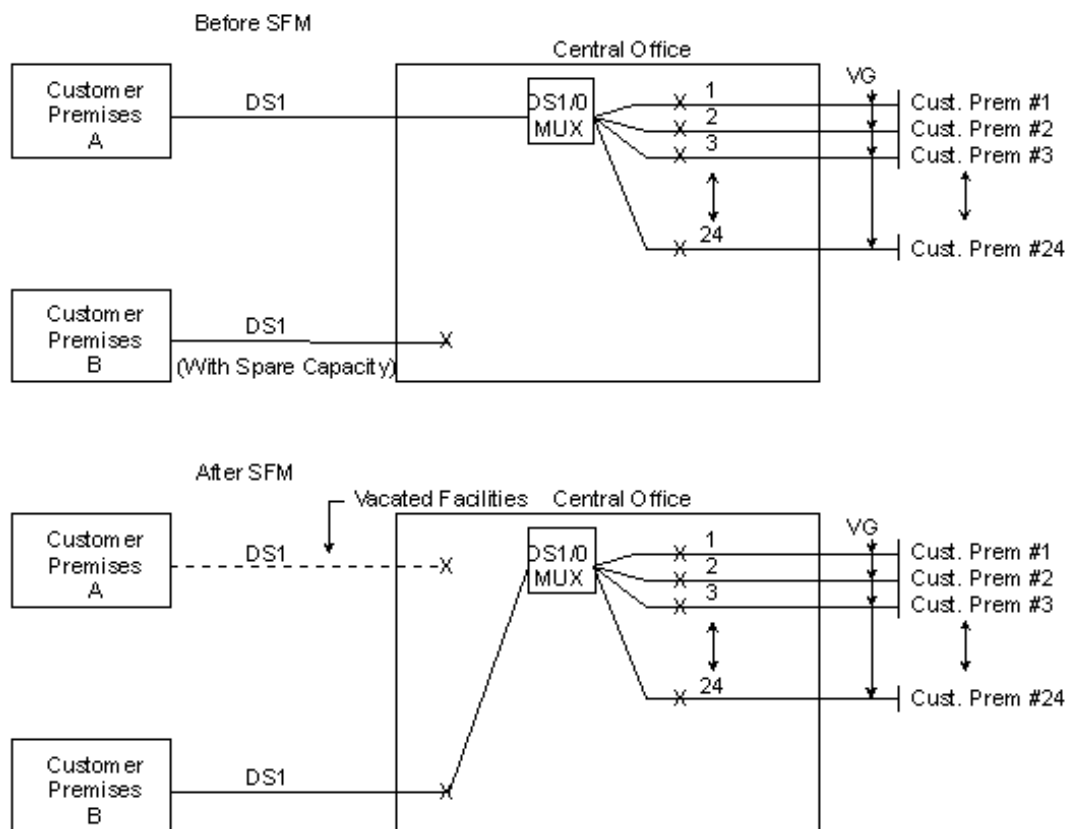 Before SFM
Central Office
Customer
Premises
A
DS1
DS1/0
MUX
X 1
X 2
X 3
X 24
VG
Cust. Prem #1
Cust. Prem #2
Cust. Prem #3
Cust. Prem #24
Customer
Premises
B
DS1
(With Spare Capacity)
X
After SFM
Vacated Facilities
Central Office
Customer
Premises
A
DS1
X
DS1/0
MUX
X 1
X 2
X 3
X 24
VG
Cust. Prem #1
Cust. Prem #2
Cust. Prem #3
Cust. Prem #24
Customer
Premises
B
DS1
X